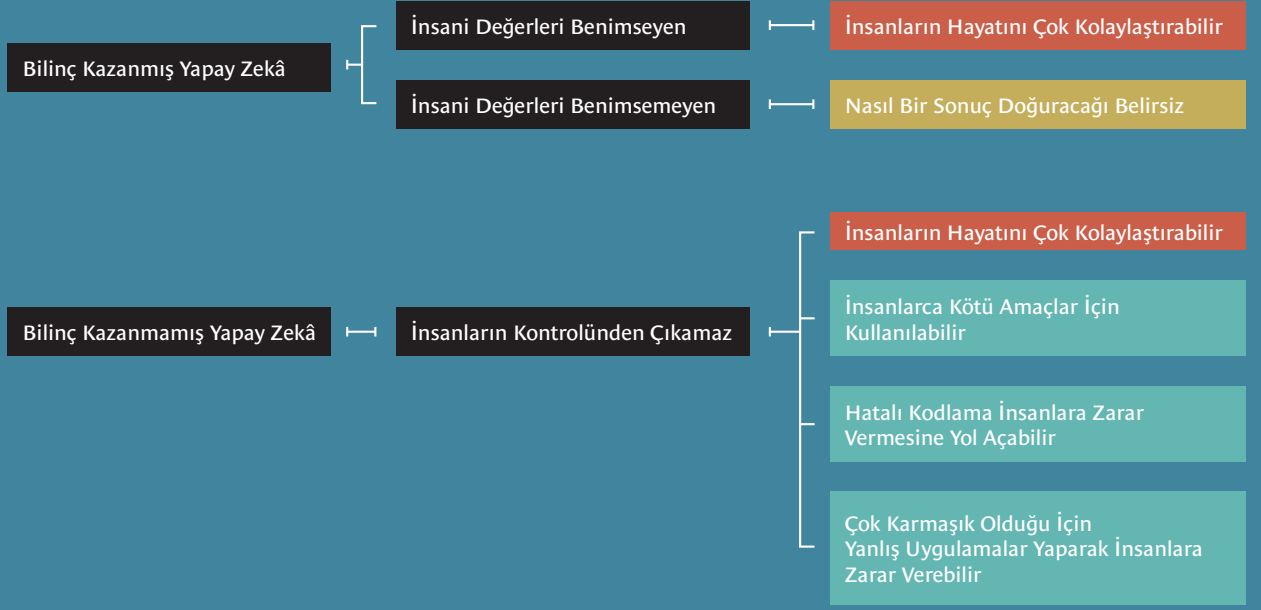 Bilinç Kazanmış Yapay Zekâ
İnsani Değerleri Benimseyen
İnsanların Hayatını Çok Kolaylaştırabilir
İnsani Değerleri Benimsemeyen
Nasıl Bir Sonuç Doğuracağı Belirsiz
Bilinç Kazanmamış Yapay Zekâ
İnsanların Kontrolünden Çıkamaz
İnsanların Hayatını Çok Kolaylaştırabilir
İnsanlarca Kötü Amaçlar İçin
Kullanılabilir
Hatalı Kodlama İnsanlara Zarar
Vermesine Yol Açabilir
Çok Karmaşık Olduğu İçin
Yanlış Uygulamalar Yaparak İnsanlara
Zarar Verebilir